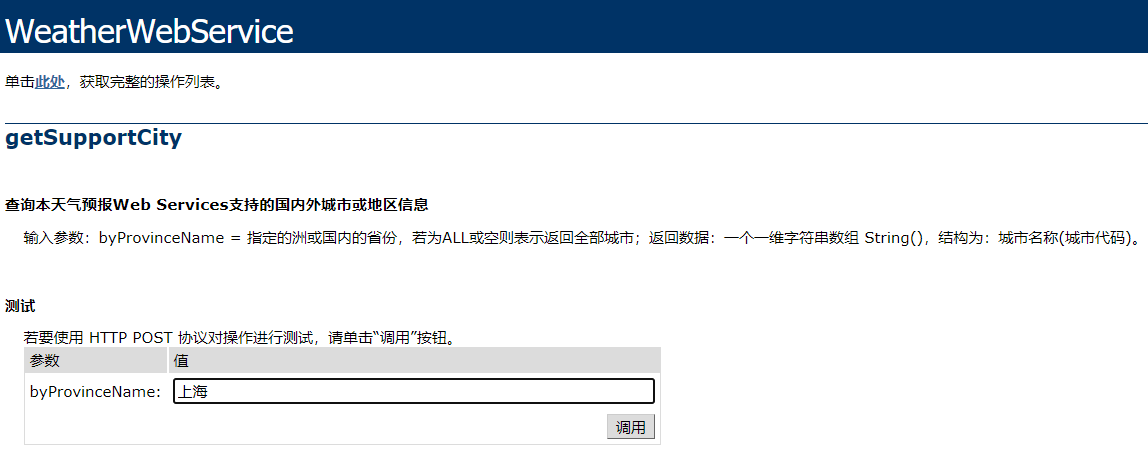 WeatherWebService
单击此处，获取完整的操作列表。
getSupportCity
查询本天气预报Web Services支持的国内外城市或地区信息
输入参数：byProvinceName = 指定的洲或国内的省份，若为ALL或空则表示返回全部城市；返回数据：一个一维字符串数组 String()，结构为：城市名称(城市代码)。
测试
若要使用 HTTP POST 协议对操作进行测试，请单击“调用”按钮。
参数 值
byProvinceName: 上海
调用